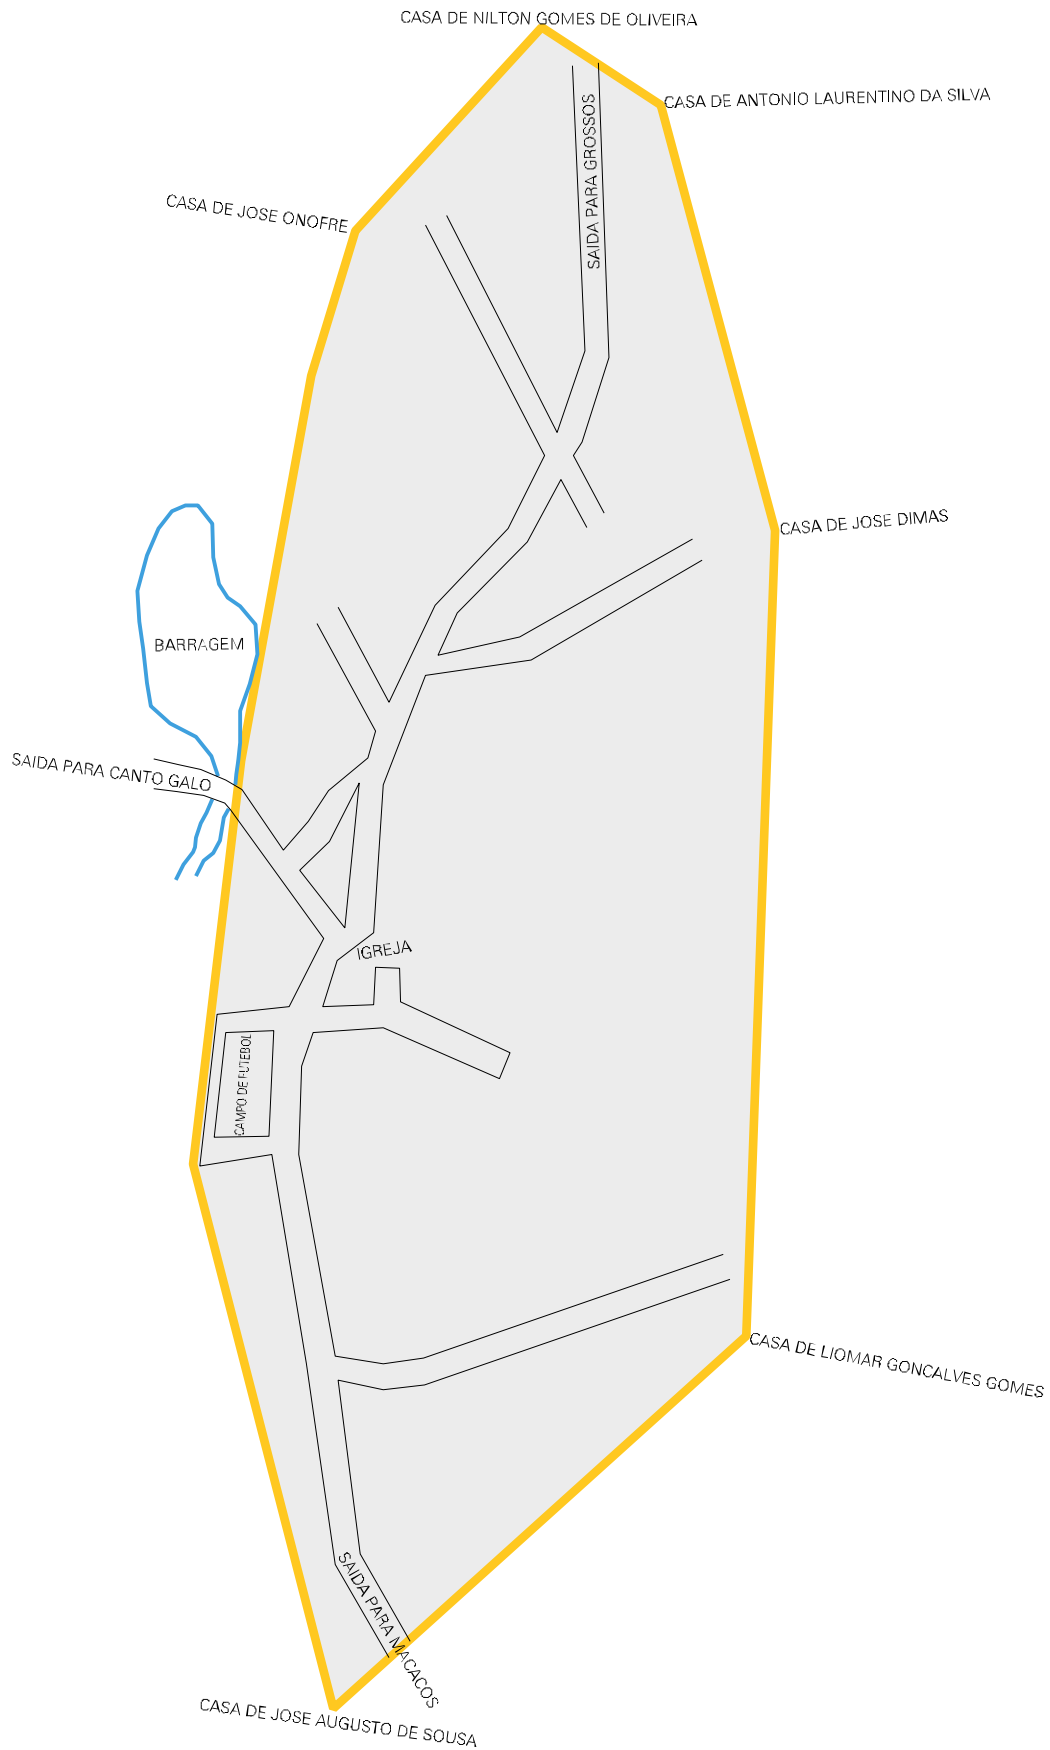 CASA DE NILTON GOMES DE OLIVEIRA
CASA DE ANTONIO LAURENTINO DA SILVA
SAIDA PARA GROSSOS
CASA DE JOSE ONOFRE
CASA DE JOSE DIMAS
BARRAGEM
SAIDA PARA CANTO GALO
IGREJA
CAMPO DE FUTEBOL
CASA DE LIOMAR GONCALVES GOMES
SAIDA PARA MACACOS
CASA DE JOSE AUGUSTO DE SOUSA